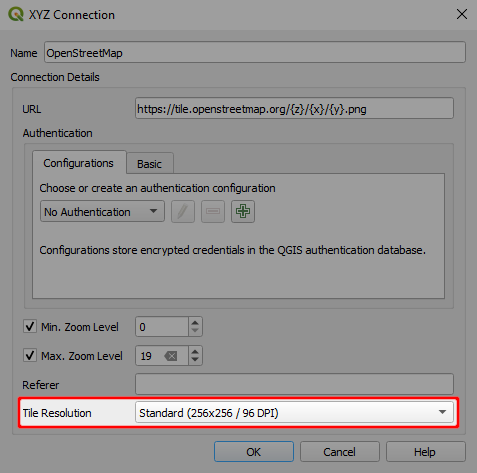 XYZ Connection
Name OpenStreetMap
Connection Details
URL https://tile.openstreetmap.org/{z}/{x}/{y}.png
Authentication
Configurations Basic
Choose or create an authentication configuration
No Authentication
Configurations store encrypted credentials in the QGIS authentication database.
Min. Zoom Level 0
Max. Zoom Level 19
Referer
Tile Resolution Standard (256x256 / 96 DPI)
OK Cancel Help